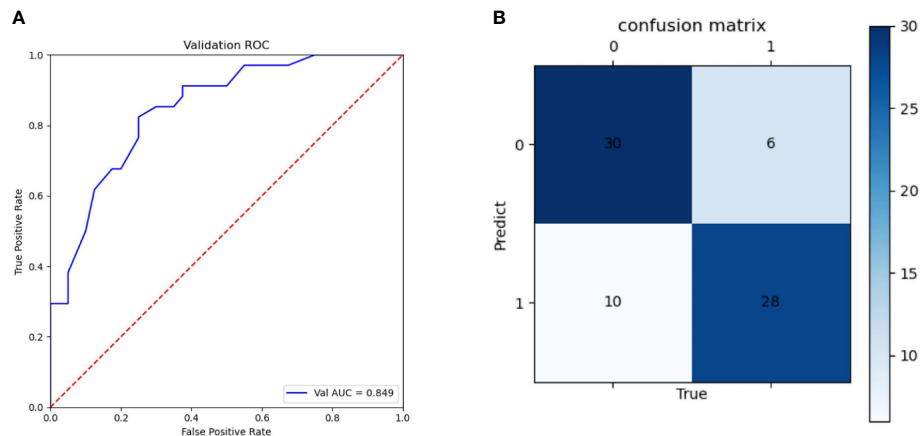 A
Validation ROC
1.0
0.8
0.6
0.4
0.2
0.0
True Positive Rate
0.0 0.2 0.4 0.6 0.8 1.0
False Positive Rate
Val AUC = 0.849
B
confusion matrix
0 1
0
1
Predict
30 6
10 28
True
30
25
20
15
10